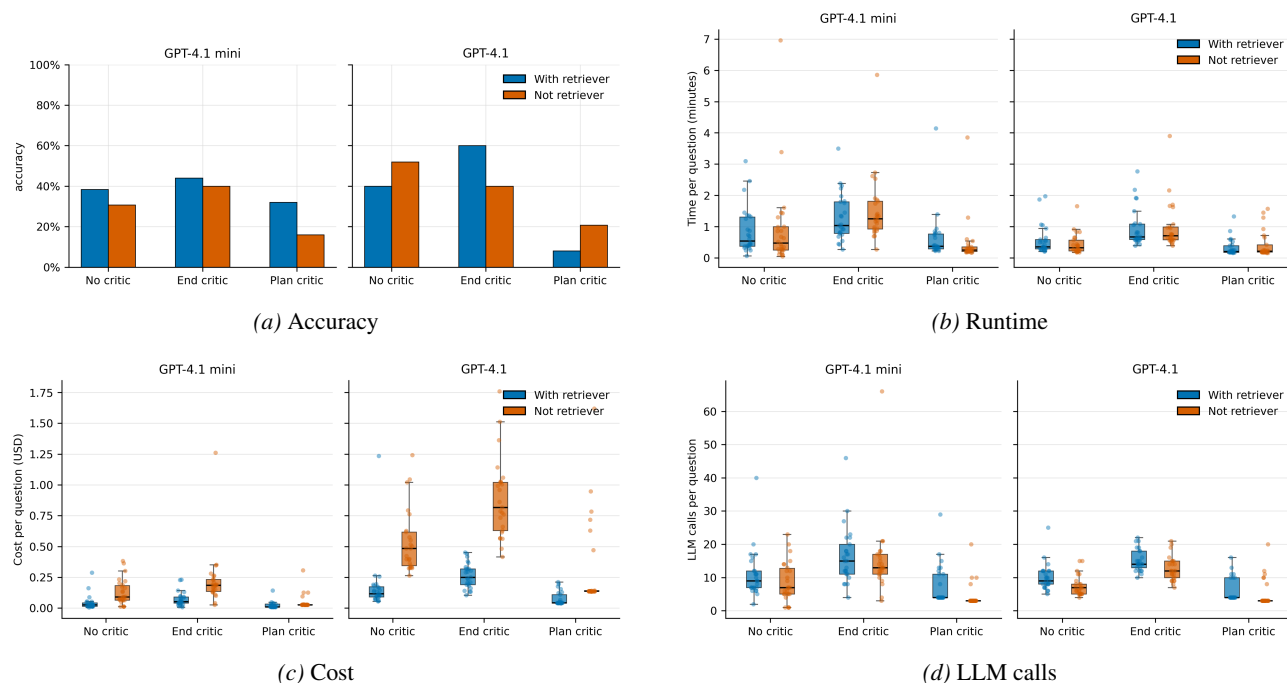 GPT-4.1 mini
GPT-4.1
100%
80%
60%
40%
20%
0%
accuracy
With retriever
Not retriever
No critic
End critic
Plan critic
No critic
End critic
Plan critic
(a) Accuracy
GPT-4.1 mini
GPT-4.1
7
6
5
4
3
2
1
0
Time per question (minutes)
With retriever
Not retriever
No critic
End critic
Plan critic
No critic
End critic
Plan critic
(b) Runtime
GPT-4.1 mini
GPT-4.1
1.75
1.50
1.25
1.00
0.75
0.50
0.25
0.00
Cost per question (USD)
With retriever
Not retriever
No critic
End critic
Plan critic
No critic
End critic
Plan critic
(c) Cost
GPT-4.1 mini
GPT-4.1
60
50
40
30
20
10
0
LLM calls per question
With retriever
Not retriever
No critic
End critic
Plan critic
No critic
End critic
Plan critic
(d) LLM calls